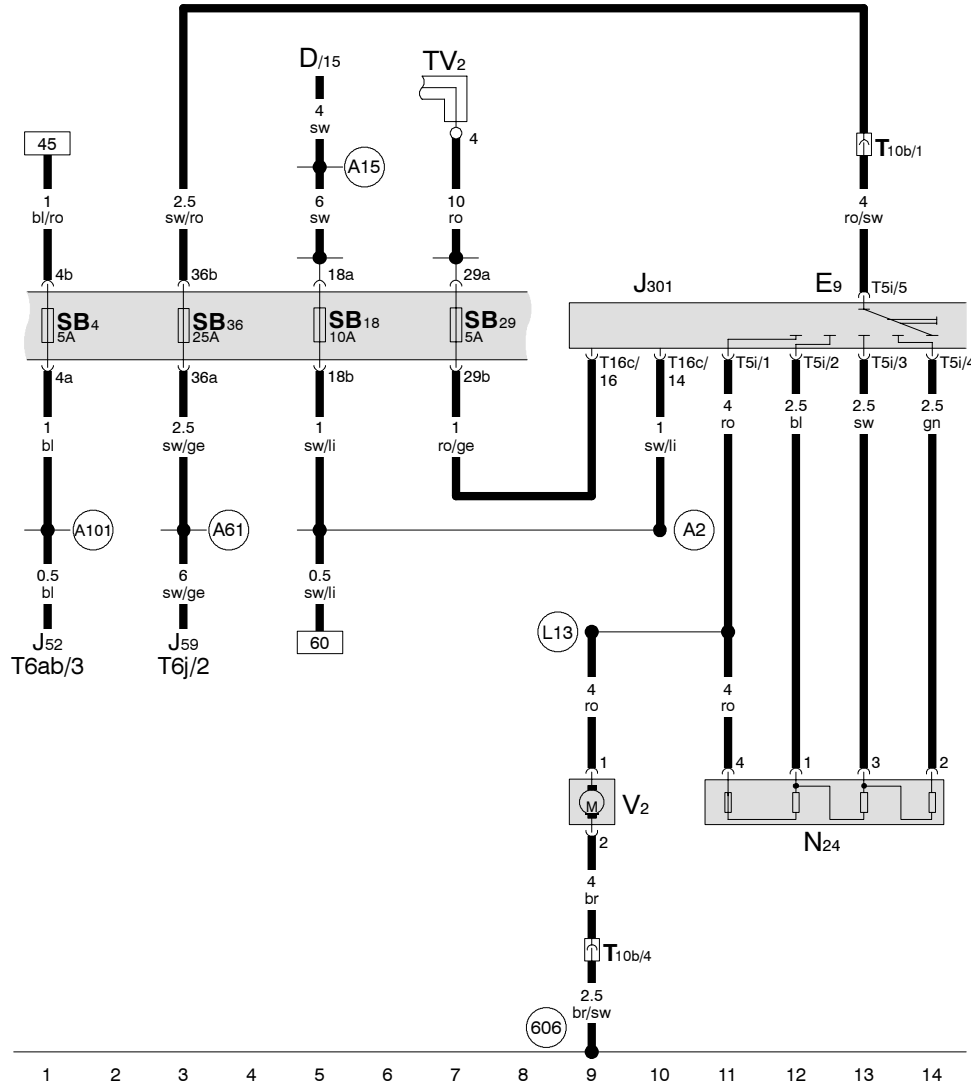 D/15
TV2
4
sw
4
45
A15
T10b/1
1
bl/ro
2.5
sw/ro
6
sw
10
ro
4
ro/sw
4b
36b
18a
29a
J301
E9
T5i/5
SB4
5A
SB36
25A
SB18
10A
SB29
5A
4a
36a
18b
29b
T16c/
16
T16c/
14
T5i/1
T5i/2
T5i/3
T5i/4
1
bl
2.5
sw/ge
1
sw/li
1
ro/ge
1
sw/li
4
ro
2.5
bl
2.5
sw
2.5
gn
A101
A61
A2
0.5
bl
6
sw/ge
0.5
sw/li
J52
T6ab/3
J59
T6j/2
60
L13
4
ro
4
ro
1
4
1
3
2
M
V2
2
N24
4
br
T10b/4
2.5
br/sw
606
1 2 3 4 5 6 7 8 9 10 11 12 13 14